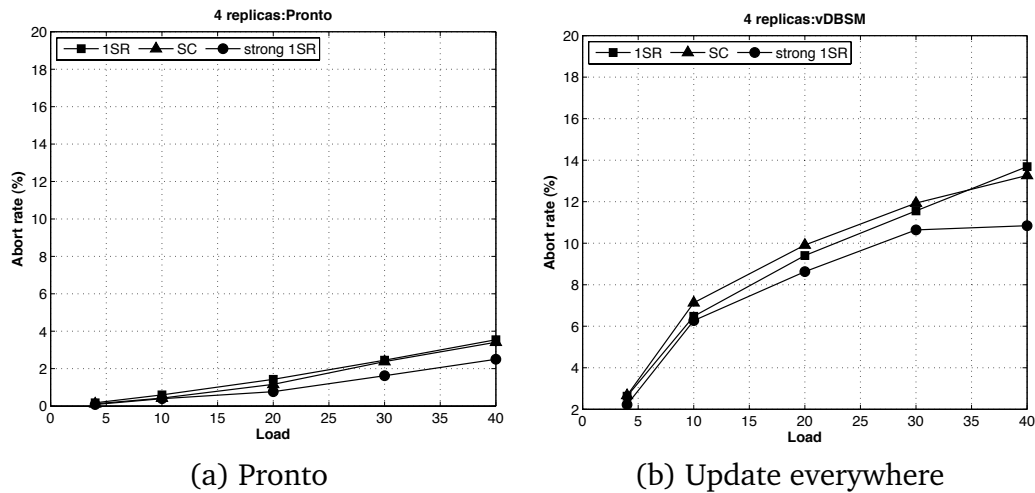 4 replicas:Pronto
20
18
16
14
12
10
8
6
4
2
0
1SR SC strong 1SR
Abort rate (%)
0 5 10 15 20 25 30 35 40
Load
(a) Pronto
4 replicas:vDBSM
20
18
16
14
12
10
8
6
4
2
1SR SC strong 1SR
Abort rate (%)
0 5 10 15 20 25 30 35 40
Load
(b) Update everywhere